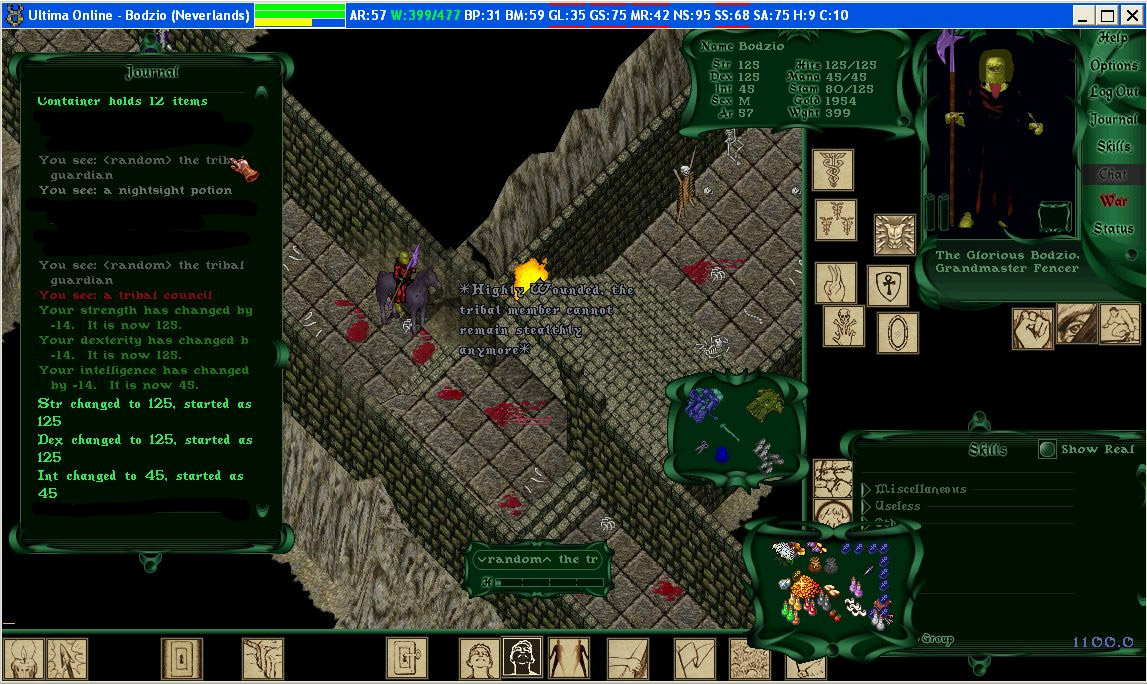 Ultima Online - Bodzio (Neverlands)
AR:57 W:399/477 BP:31 BM:59 GL:35 GS:75 MR:42 NS:95 SS:68 SA:75 H:9 C:10
Journal
Container holds 12 items
You see: (random) the tribal
guardian
You see: a nightsight potion
You see: (random) the tribal
guardian
You see: a tribal council
Your strength has changed by
-14. It is now 125.
Your dexterity has changed b
-14. It is now 125.
Your intelligence has changed
by -14. It is now 45.
Str changed to 125, started as
125
Dex changed to 125, started as
125
Int changed to 45, started as
45
*Highly Wounded, the
tribal member cannot
remain stealthly
anymore*
Name Bodzio
Str 125 Hits 125/125
Dex 125 Mana 45/45
Int 45 Stam 80/125
Sex M Gold 1954
Ar 57 Wght 399
Help
Options
Log Out
Journal
Skills
Chat
War
Status
The Glorious Bodzio,
Grandmaster Fencer
Skills
Show Real
Miscellaneous
Useless
Group
1100.0
vrandom^ the tr